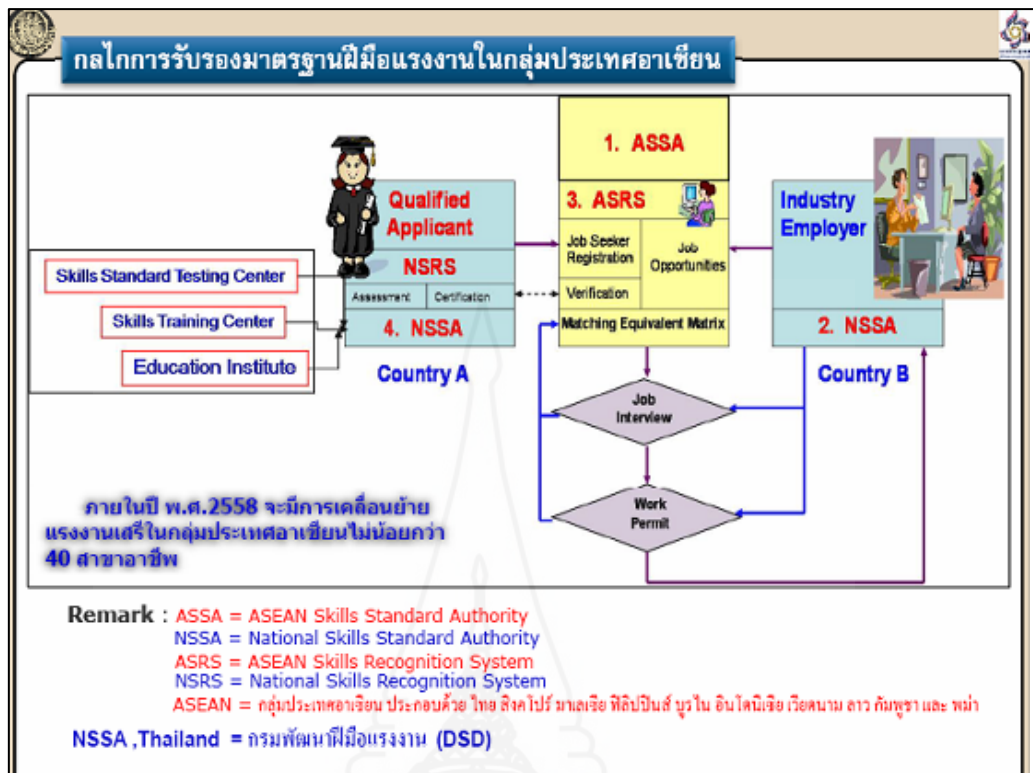 กลไกการรับรองมาตรฐานฝีมือแรงงานในกลุ่มประเทศอาเซียน
1. ASSA
Qualified
Applicant
3. ASRS
Industry
Employer
Job Seeker
Registration
Job
Opportunities
Skills Standard Testing Center
NSRS
Assessment
Certification
Verification
Skills Training Center
4. NSSA
Matching Equivalent Matrix
2. NSSA
Education Institute
Country A
Country B
Job
Interview
Work
Permit
ภายในปี พ.ศ.2558 จะมีการเคลื่อนย้าย
แรงงานเสรีในกลุ่มประเทศอาเซียนไม่น้อยกว่า
40 สาขาอาชีพ
Remark : ASSA = ASEAN Skills Standard Authority
NSSA = National Skills Standard Authority
ASRS = ASEAN Skills Recognition System
NSRS = National Skills Recognition System
ASEAN = กลุ่มประเทศอาเซียน ประกอบด้วย ไทย สิงคโปร์ มาเลเซีย ฟิลิปปินส์ บรูไน อินโดนีเซีย เวียดนาม ลาว กัมพูชา และ พม่า
NSSA ,Thailand = กรมพัฒนาฝีมือแรงงาน (DSD)